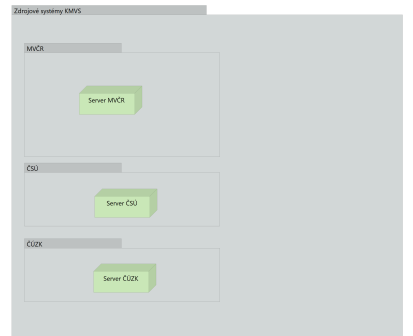 Zdrojové systémy KMVS
MVČR
Server MVČR
ČSÚ
Server ČSÚ
ČÚZK
Server ČÚZK